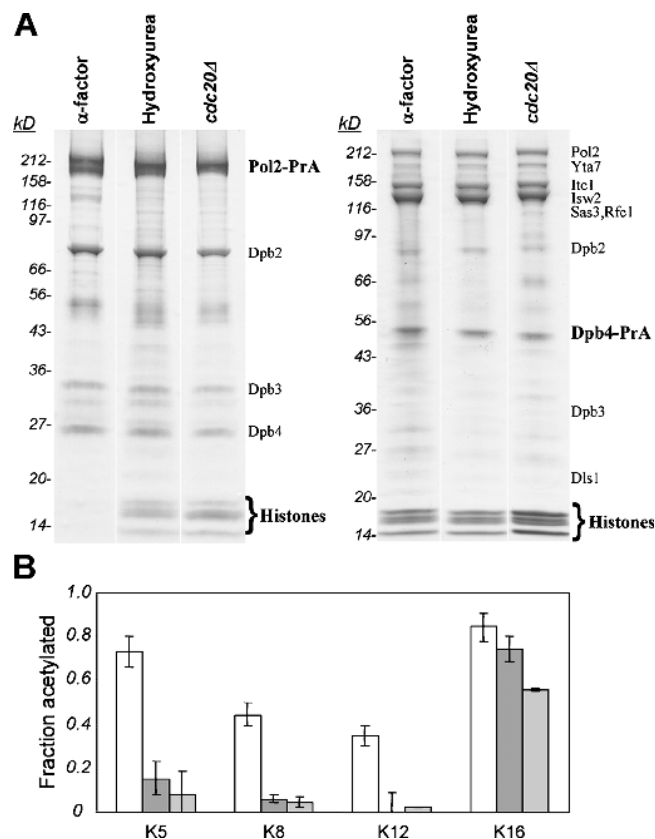 A
kD
α-factor
Hydroxyurea
cdc20Δ
212-
158-
116-
97-
66-
56-
43-
36-
27-
20-
14-
Pol2-PrA
Dpb2
Dpb3
Dpb4
Histones
kD
α-factor
Hydroxyurea
cdc20Δ
212-
158-
116-
97-
66-
56-
43-
36-
27-
20-
14-
Pol2
Yta7
Itc1
Isw2
Sas3,Rfc1
Dpb2
Dpb4-PrA
Dpb3
Dls1
Histones
B
Fraction acetylated
1.0
0.8
0.6
0.4
0.2
0
K5 K8 K12 K16